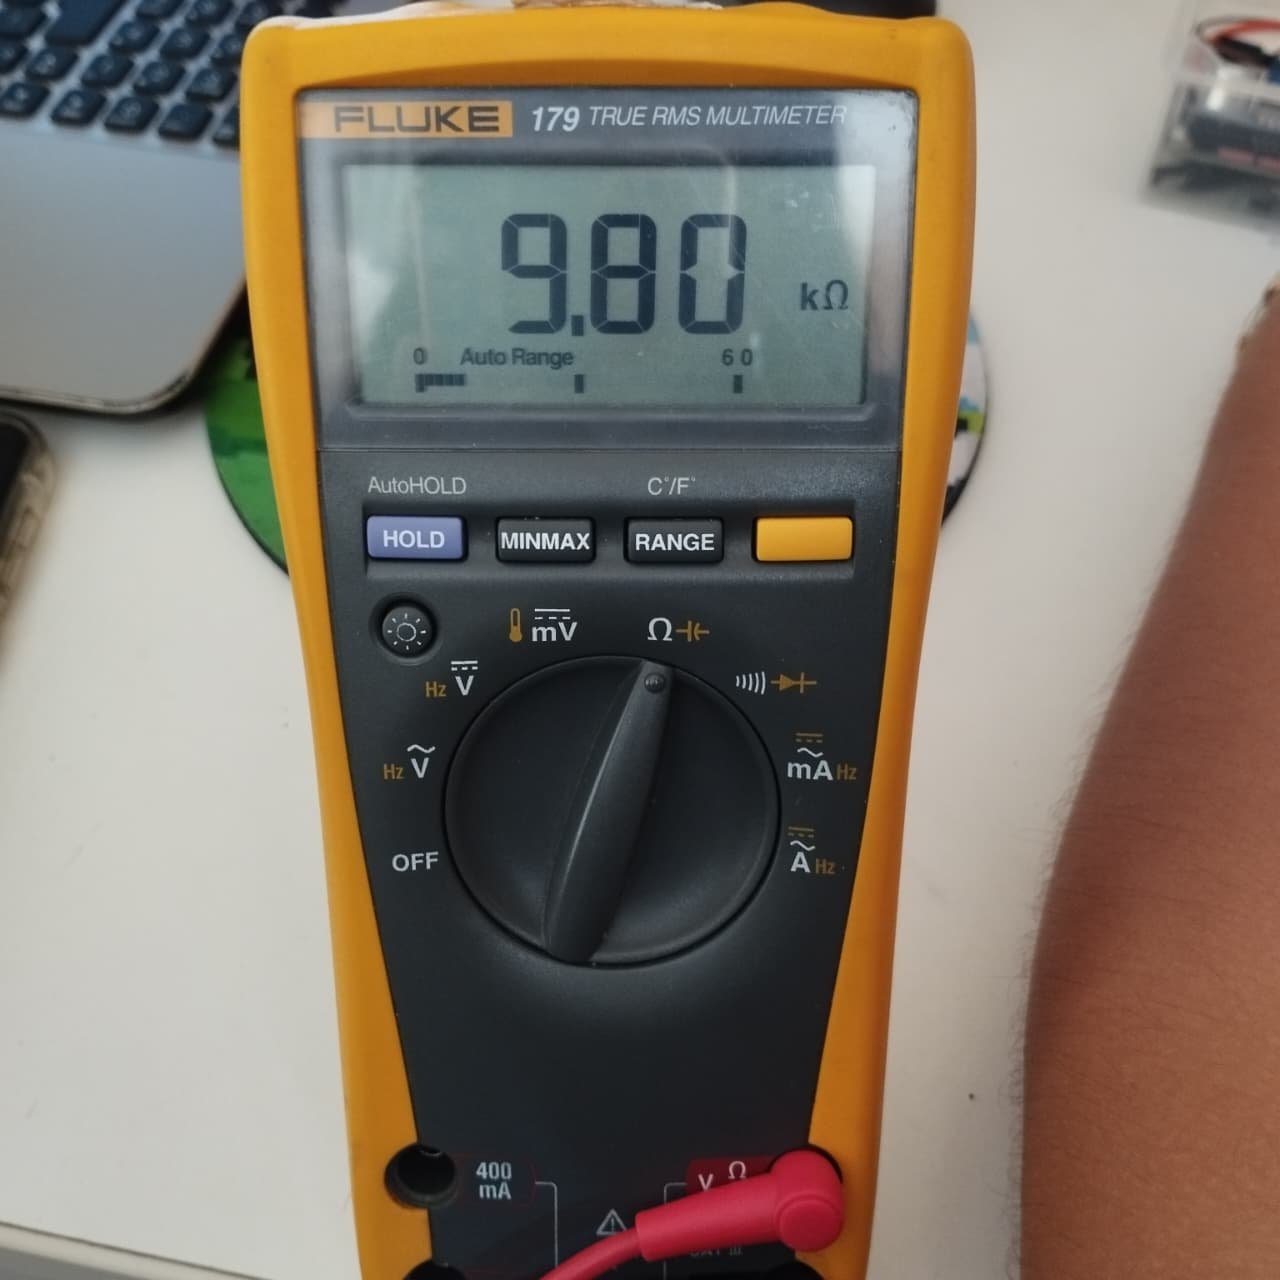 FLUKE 179 TRUE RMS MULTIMETER
9.80 kΩ
0 Auto Range 60
AutoHOLD C°/F°
HOLD MINMAX RANGE
mV Ω
Hz V
Hz V
mA Hz
OFF
A Hz
400
mA
V Ω